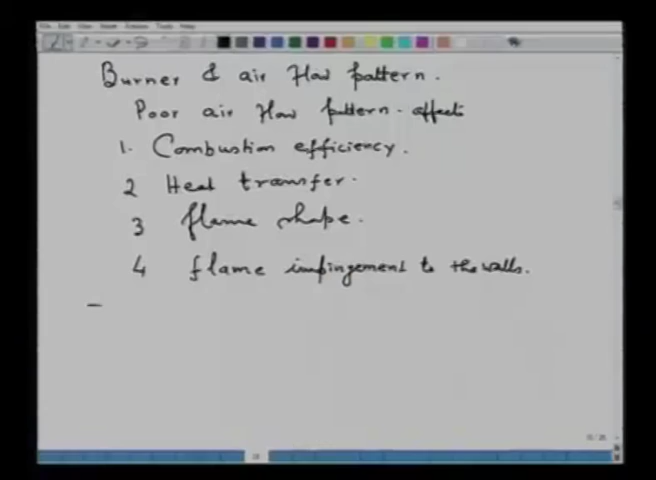 Burner & air flow pattern.
Poor air flow pattern - affects
1. Combustion efficiency.
2 Heat transfer.
3 flame shape.
4 flame impingement to the walls.